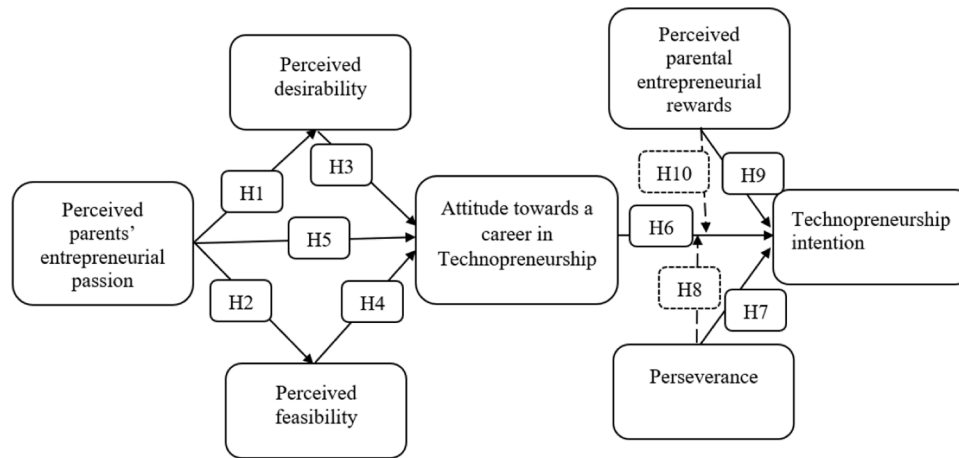 Perceived
desirability
Perceived
parental
entrepreneurial
rewards
H1
H3
H10
H9
Perceived
parents’
entrepreneurial
passion
H5
Attitude towards a
career in
Technopreneurship
H6
Technopreneurship
intention
H2
H4
H8
H7
Perceived
feasibility
Perseverance